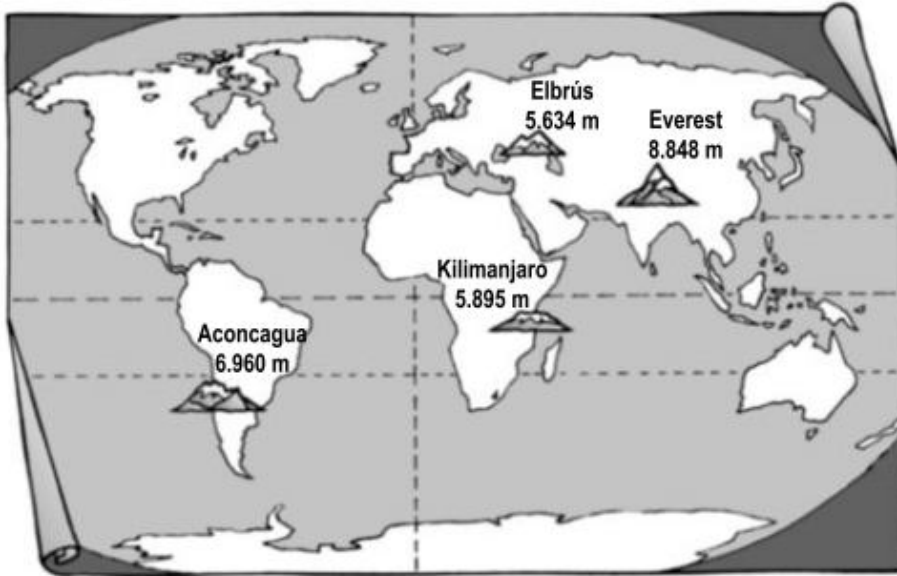 Elbrús
5.634 m
Everest
8.848 m
Kilimanjaro
5.895 m
Aconcagua
6.960 m